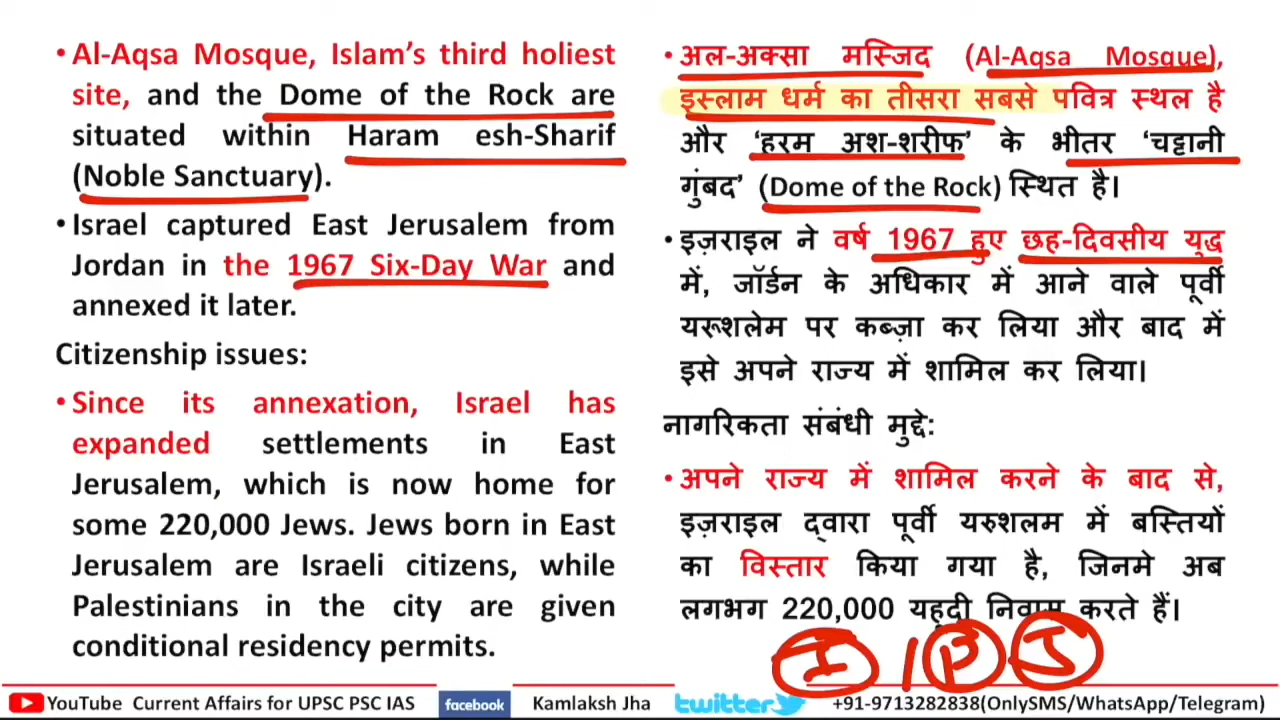 • Al-Aqsa Mosque, Islam's third holiest
site, and the Dome of the Rock are
situated within Haram esh-Sharif
(Noble Sanctuary).
• Israel captured East Jerusalem from
Jordan in the 1967 Six-Day War and
annexed it later.
Citizenship issues:
• Since its annexation, Israel has
expanded settlements in East
Jerusalem, which is now home for
some 220,000 Jews. Jews born in East
Jerusalem are Israeli citizens, while
Palestinians in the city are given
conditional residency permits.
• अल-अक्सा मस्जिद (Al-Aqsa Mosque),
इस्लाम धर्म का तीसरा सबसे पवित्र स्थल है
और ‘हरम अश-शरीफ’ के भीतर ‘चट्टानी
गुंबद’ (Dome of the Rock) स्थित है।
• इज़राइल ने वर्ष 1967 हुए छह-दिवसीय युद्ध
में, जॉर्डन के अधिकार में आने वाले पूर्वी
यरूशलेम पर कब्ज़ा कर लिया और बाद में
इसे अपने राज्य में शामिल कर लिया।
नागरिकता संबंधी मुद्दे:
• अपने राज्य में शामिल करने के बाद से,
इज़राइल द्वारा पूर्वी यरुशलम में बस्तियों
का विस्तार किया गया है, जिनमे अब
लगभग 220,000 यहूदी निवास करते हैं।
I P J
YouTube Current Affairs for UPSC PSC IAS facebook Kamlaksh Jha twitter +91-9713282838(OnlySMS/WhatsApp/Telegram)